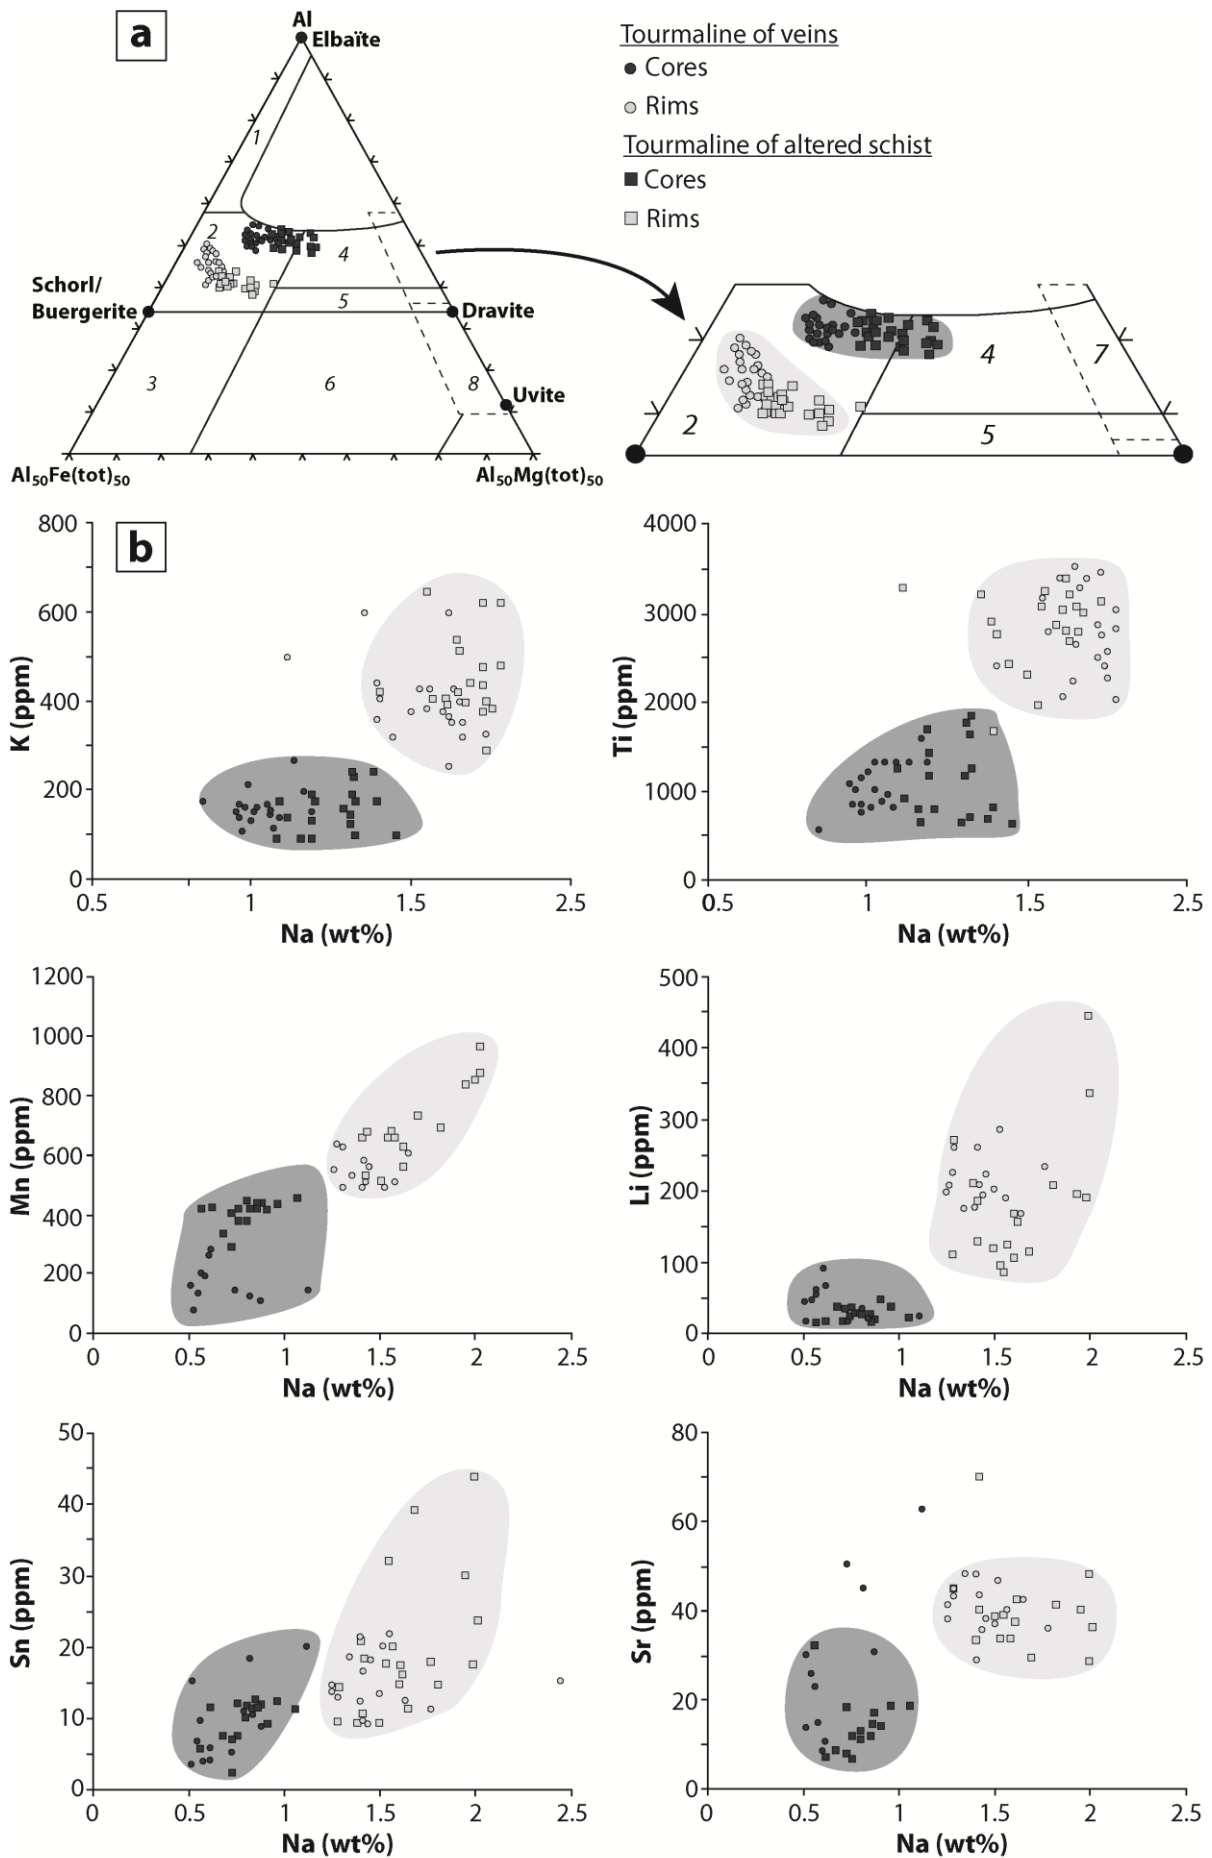 a
Al
Elbaïte
Tourmaline of veins
Cores
Rims
Tourmaline of altered schist
Cores
Rims
1
2
4
5
Schorl/
Buergerite
Dravite
3
6
8
Uvite
Al50Fe(tot)50
Al50Mg(tot)50
2
4
7
5
b
800
600
400
200
0
K (ppm)
0.5
1
1.5
2.5
Na (wt%)
4000
3000
2000
1000
0
Ti (ppm)
0.5
1
1.5
2.5
Na (wt%)
1200
1000
800
600
400
200
0
Mn (ppm)
0
0.5
1
1.5
2
2.5
Na (wt%)
500
400
300
200
100
0
Li (ppm)
0
0.5
1
1.5
2
2.5
Na (wt%)
50
40
30
20
10
0
Sn (ppm)
0
0.5
1
1.5
2
2.5
Na (wt%)
80
60
40
20
0
Sr (ppm)
0
0.5
1
1.5
2
2.5
Na (wt%)